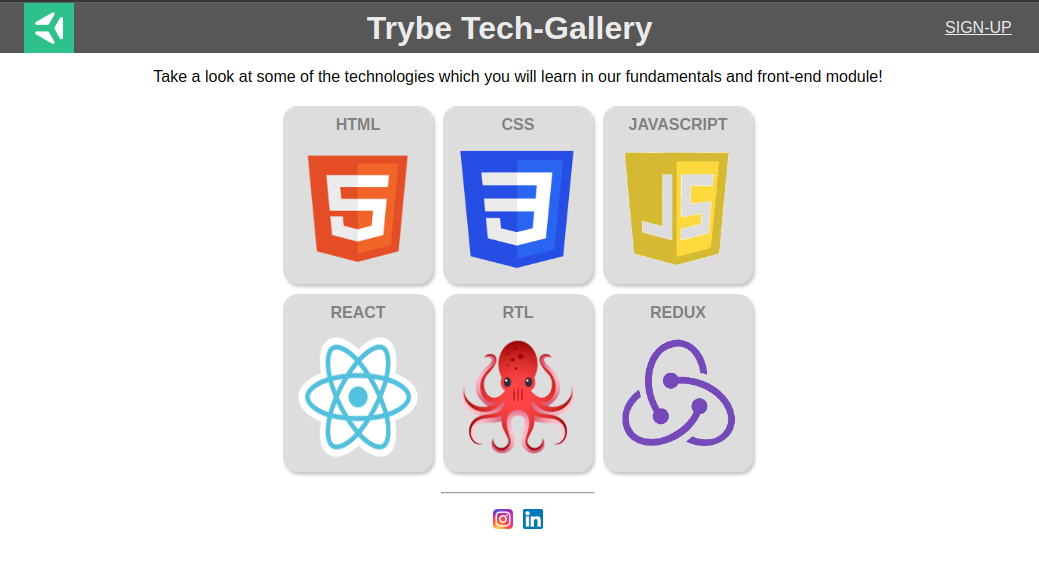 Trybe Tech-Gallery
SIGN-UP
Take a look at some of the technologies which you will learn in our fundamentals and front-end module!
HTML
CSS
JAVASCRIPT
5
3
JS
REACT
RTL
REDUX
in